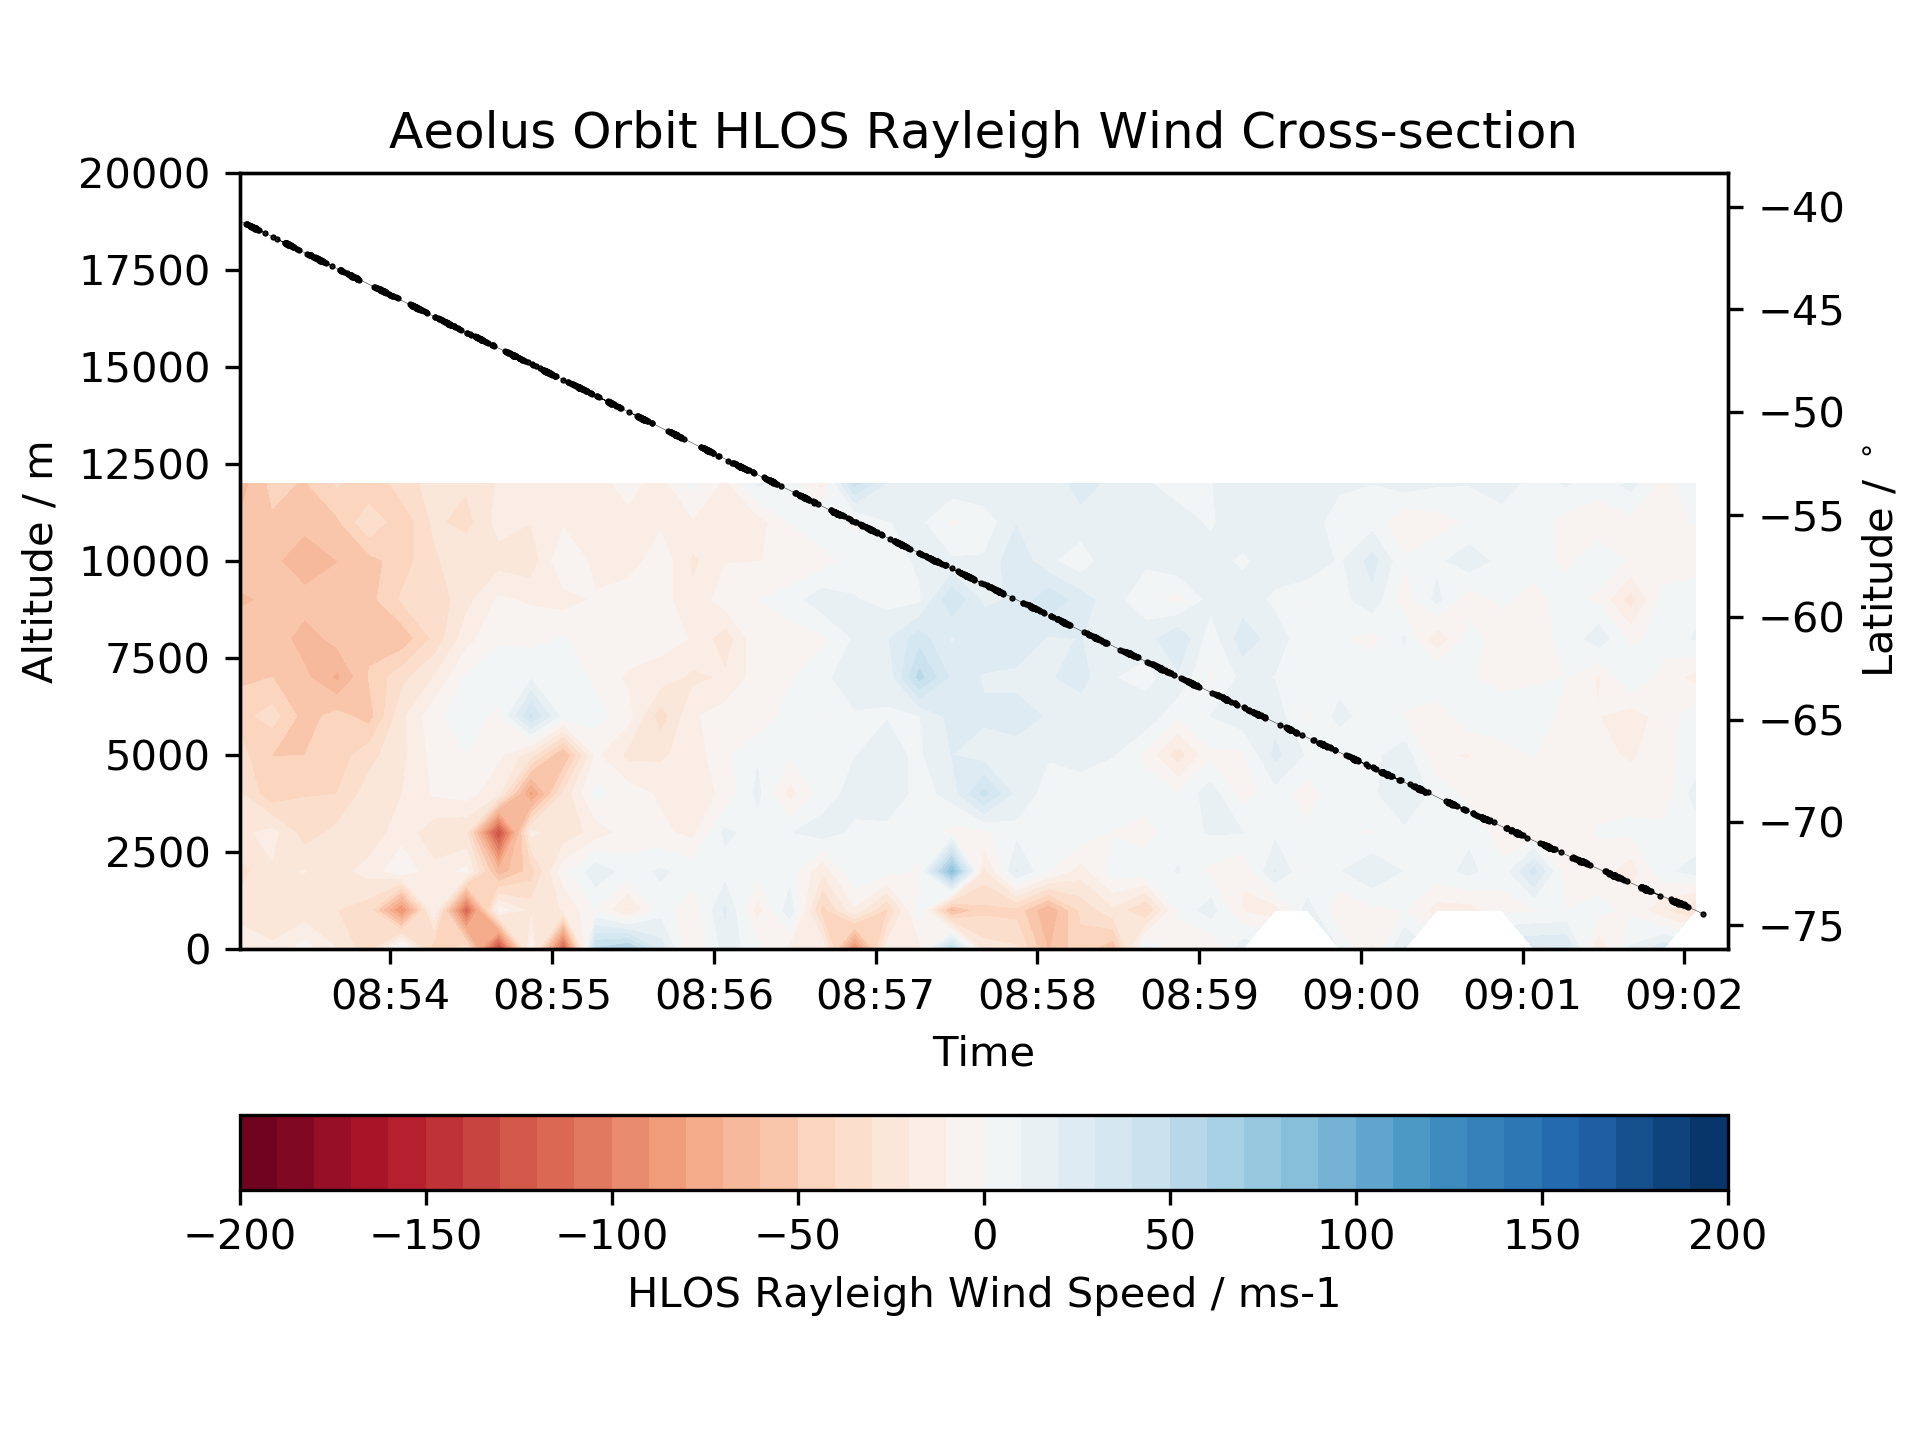 Aeolus Orbit HLOS Rayleigh Wind Cross-section
20000
17500
15000
12500
10000
7500
5000
2500
0
Altitude / m
−40
−45
−50
−55
−60
−65
−70
−75
Latitude / °
08:54 08:55 08:56 08:57 08:58 08:59 09:00 09:01 09:02
Time
−200 −150 −100 −50 0 50 100 150 200
HLOS Rayleigh Wind Speed / ms-1